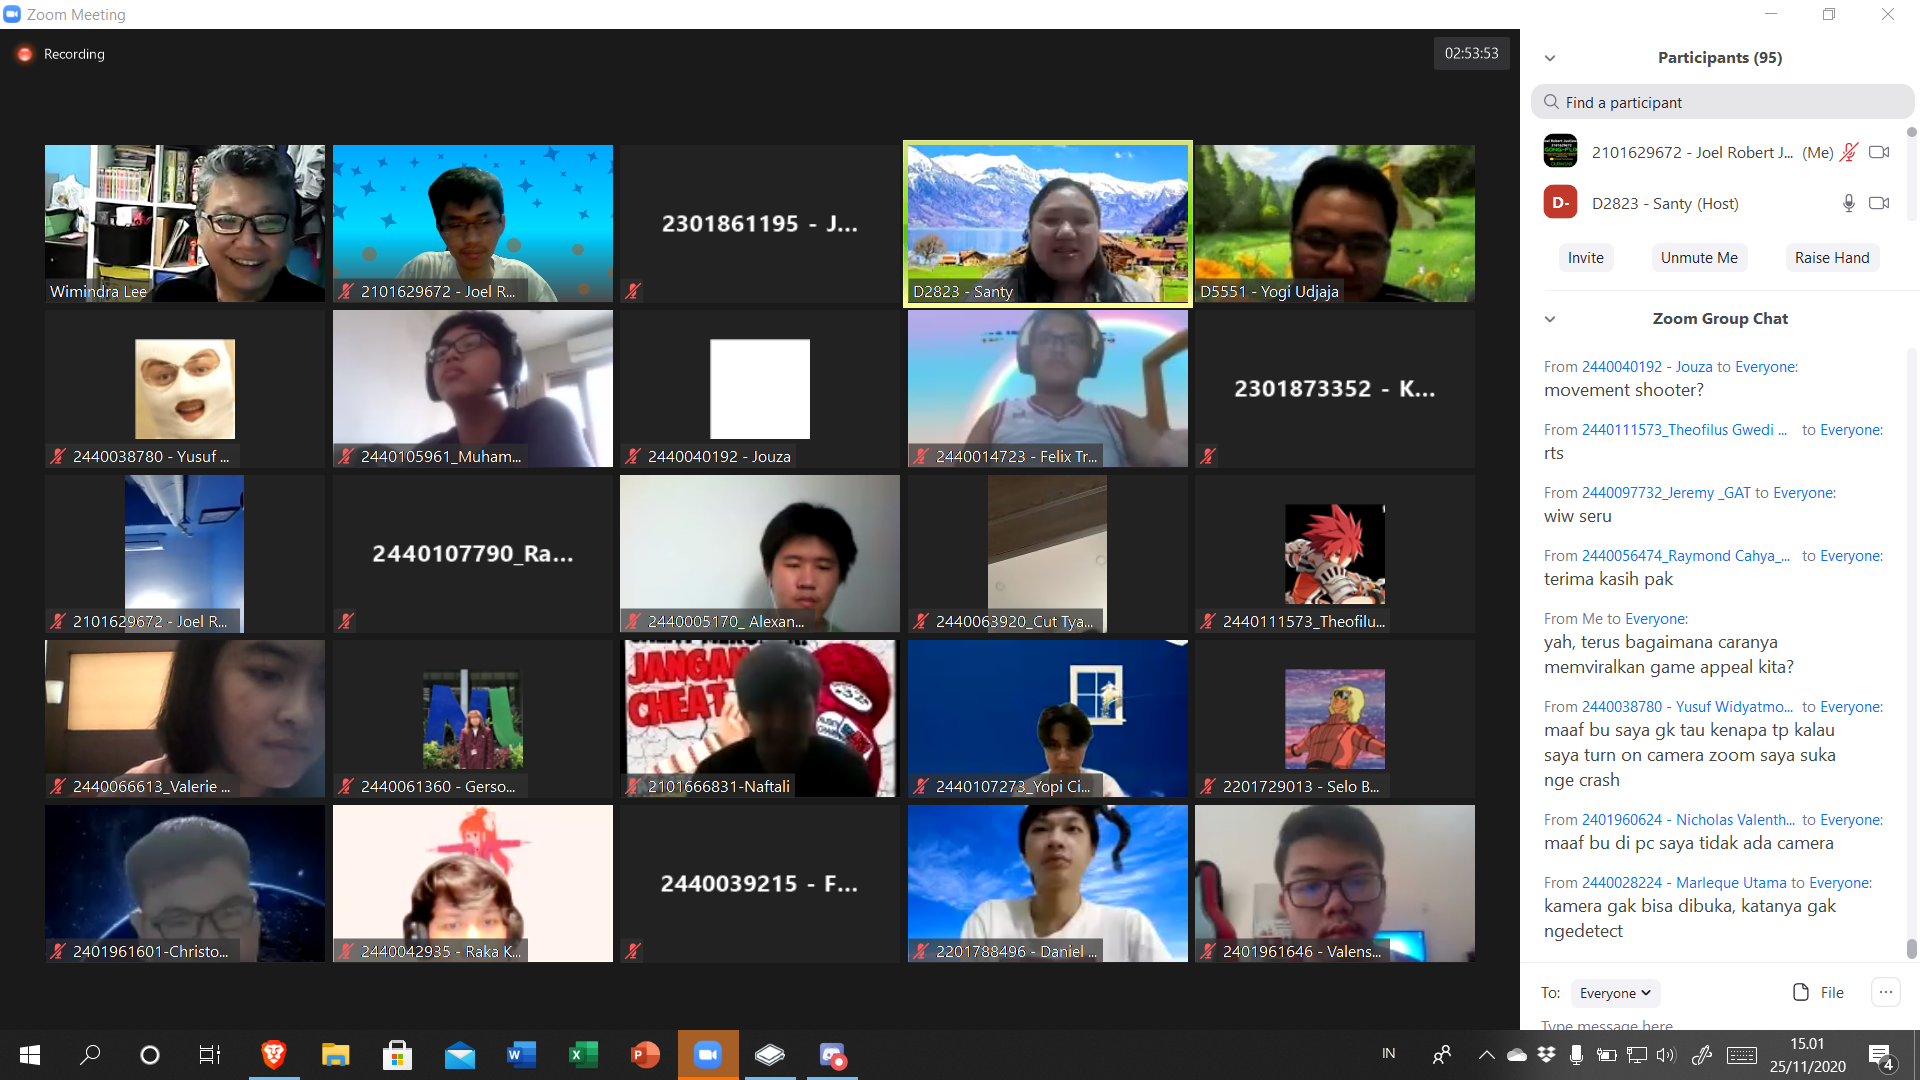 Zoom Meeting
Recording
02:53:53
Wimindra Lee
2101629672 - Joel R...
2301861195 - J...
D2823 - Santy
D5551 - Yogi Udjaja
2440038780 - Yusuf ...
2440105961_Muham...
2440040192 - Jouza
2440014723 - Felix Tr...
2301873352 - K...
2101629672 - Joel R...
2440107790_Ra...
2440005170_ Alexan...
2440063920_Cut Tya...
2440111573_Theofilu...
2440066613_Valerie ...
2440061360 - Gerso...
JANGAN
CHEAT
2101666831-Naftali
2440107273_Yopi Ci...
2201729013 - Selo B...
2401961601-Christo...
2440042935 - Raka K...
2440039215 - F...
2201788496 - Daniel ...
2401961646 - Valens...
Participants (95)
Find a participant
2101629672 - Joel Robert J... (Me)
D-
D2823 - Santy (Host)
Invite
Unmute Me
Raise Hand
Zoom Group Chat
From 2440040192 - Jouza to Everyone:
movement shooter?
From 2440111573_Theofilus Gwedi ... to Everyone:
rts
From 2440097732_Jeremy _GAT to Everyone:
wiw seru
From 2440056474_Raymond Cahya_... to Everyone:
terima kasih pak
From Me to Everyone:
yah, terus bagaimana caranya
memviralkan game appeal kita?
From 2440038780 - Yusuf Widyatmo... to Everyone:
maaf bu saya gk tau kenapa tp kalau
saya turn on camera zoom saya suka
nge crash
From 2401960624 - Nicholas Valenth... to Everyone:
maaf bu di pc saya tidak ada camera
From 2440028224 - Marleque Utama to Everyone:
kamera gak bisa dibuka, katanya gak
ngedetect
To:
Everyone
File
Type message here
IN
15.01
25/11/2020
4